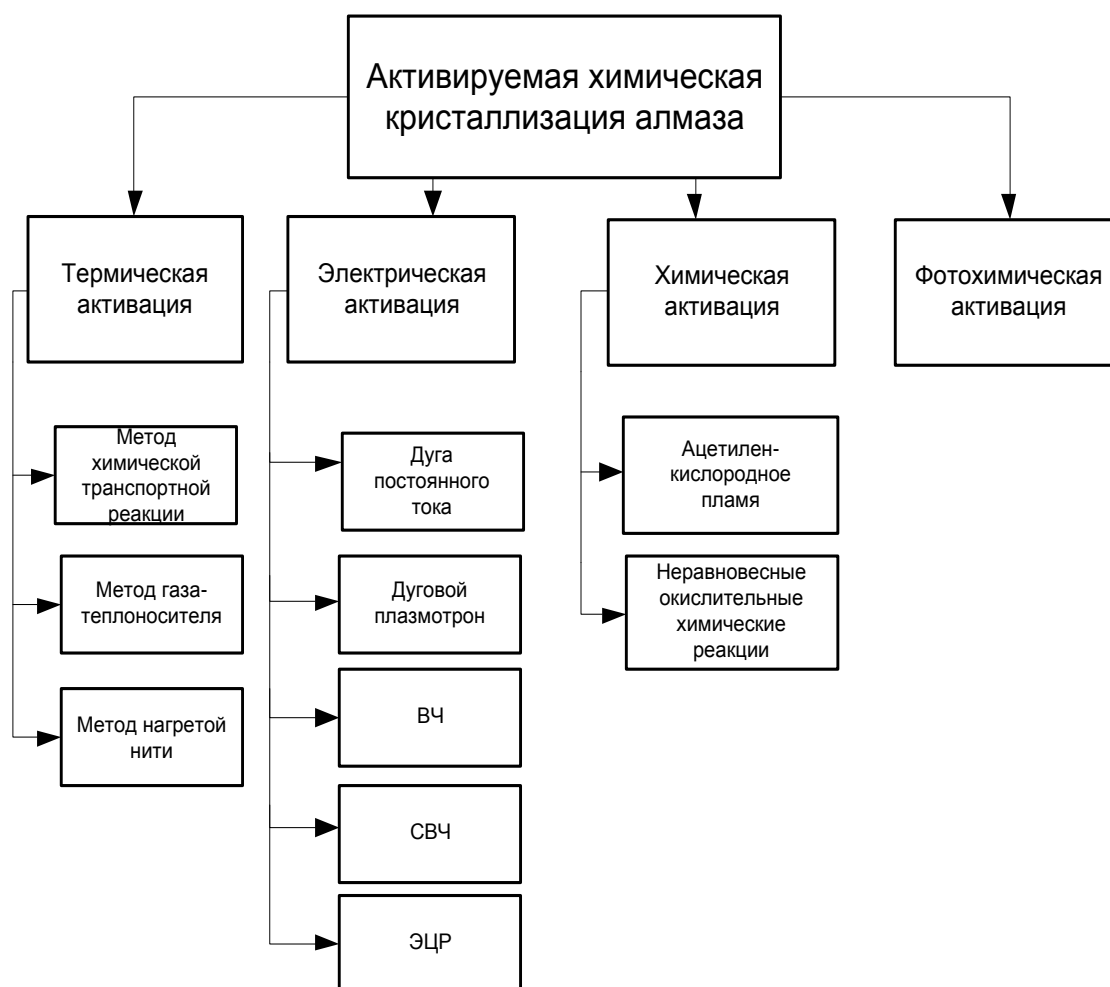 Активируемая химическая
кристаллизация алмаза
Термическая
активация
Электрическая
активация
Химическая
активация
Фотохимическая
активация
Метод
химической
транспортной
реакции
Метод газа-
теплоносителя
Метод нагретой
нити
Дуга
постоянного
тока
Дуговой
плазмотрон
ВЧ
СВЧ
ЭЦР
Ацетилен-
кислородное
пламя
Неравновесные
окислительные
химические
реакции